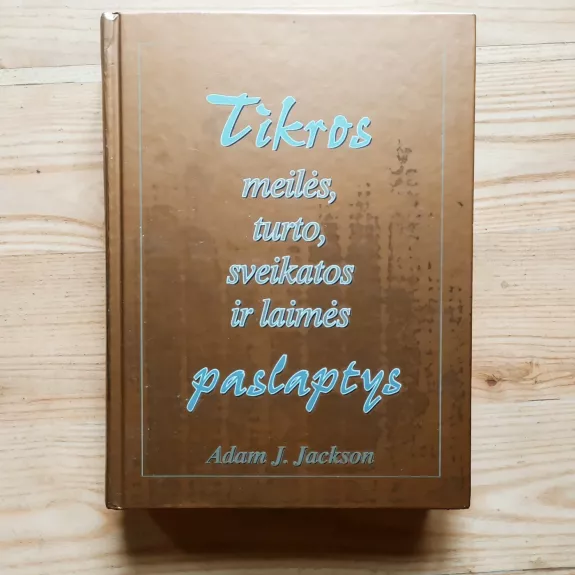 Tikros
meilės,
turto,
sveikatos
ir laimės
paslaptys
Adam J. Jackson